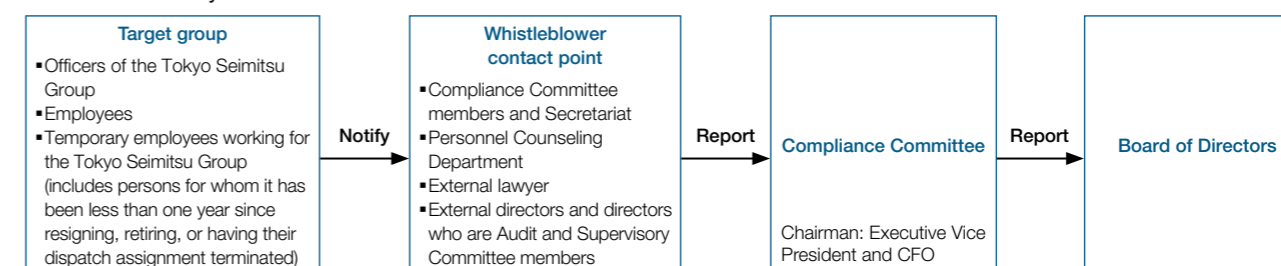 Target group
▪Officers of the Tokyo Seimitsu
Group
▪Employees
▪Temporary employees working for
the Tokyo Seimitsu Group
(includes persons for whom it has
been less than one year since
resigning, retiring, or having their
dispatch assignment terminated)
Notify
Whistleblower
contact point
▪Compliance Committee
members and Secretariat
▪Personnel Counseling
Department
▪External lawyer
▪External directors and directors
who are Audit and Supervisory
Committee members
Report
Compliance Committee
Chairman: Executive Vice
President and CFO
Report
Board of Directors